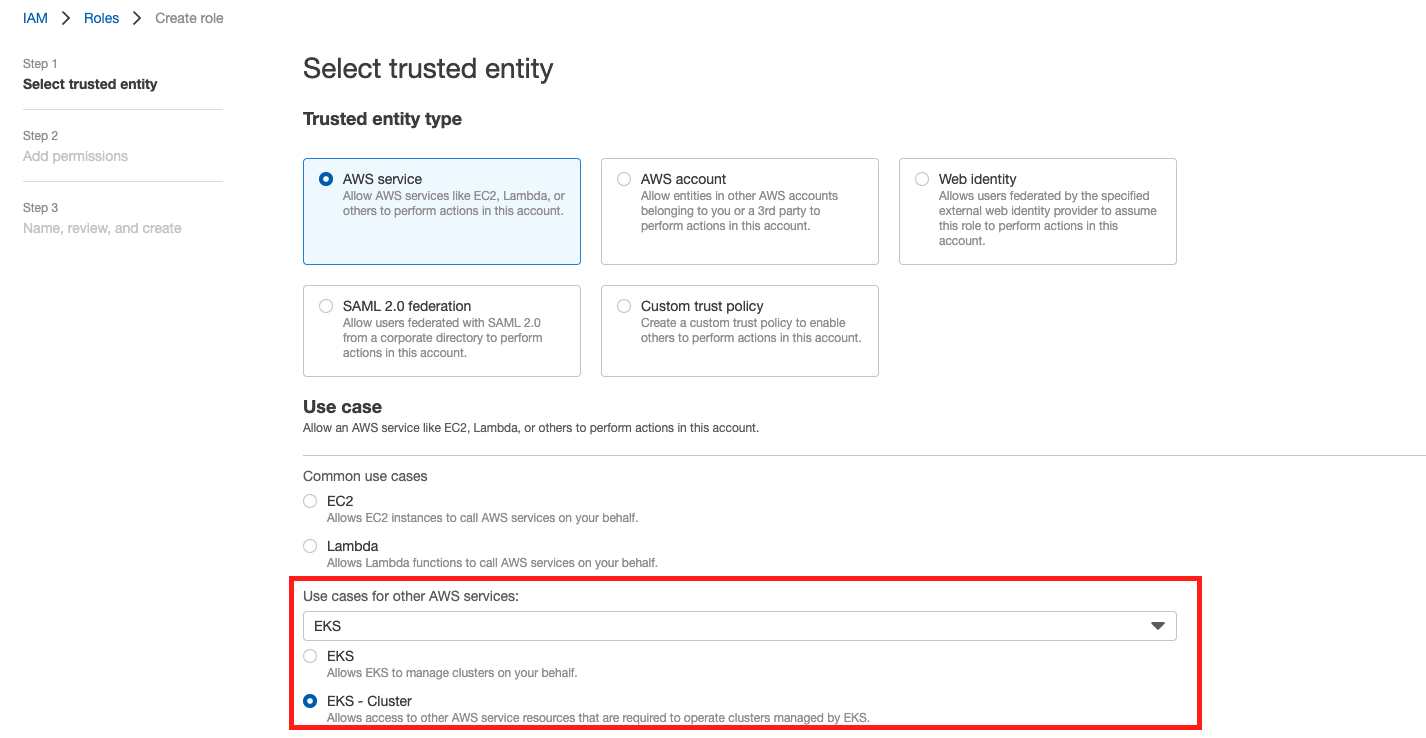 IAM > Roles > Create role
Step 1
Select trusted entity
Step 2
Add permissions
Step 3
Name, review, and create
Select trusted entity
Trusted entity type
AWS service
Allow AWS services like EC2, Lambda, or
others to perform actions in this account.
AWS account
Allow entities in other AWS accounts
belonging to you or a 3rd party to
perform actions in this account.
Web identity
Allows users federated by the specified
external web identity provider to assume
this role to perform actions in this
account.
SAML 2.0 federation
Allow users federated with SAML 2.0
from a corporate directory to perform
actions in this account.
Custom trust policy
Create a custom trust policy to enable
others to perform actions in this account.
Use case
Allow an AWS service like EC2, Lambda, or others to perform actions in this account.
Common use cases
EC2
Allows EC2 instances to call AWS services on your behalf.
Lambda
Allows Lambda functions to call AWS services on your behalf.
Use cases for other AWS services:
EKS
EKS
Allows EKS to manage clusters on your behalf.
EKS - Cluster
Allows access to other AWS service resources that are required to operate clusters managed by EKS.